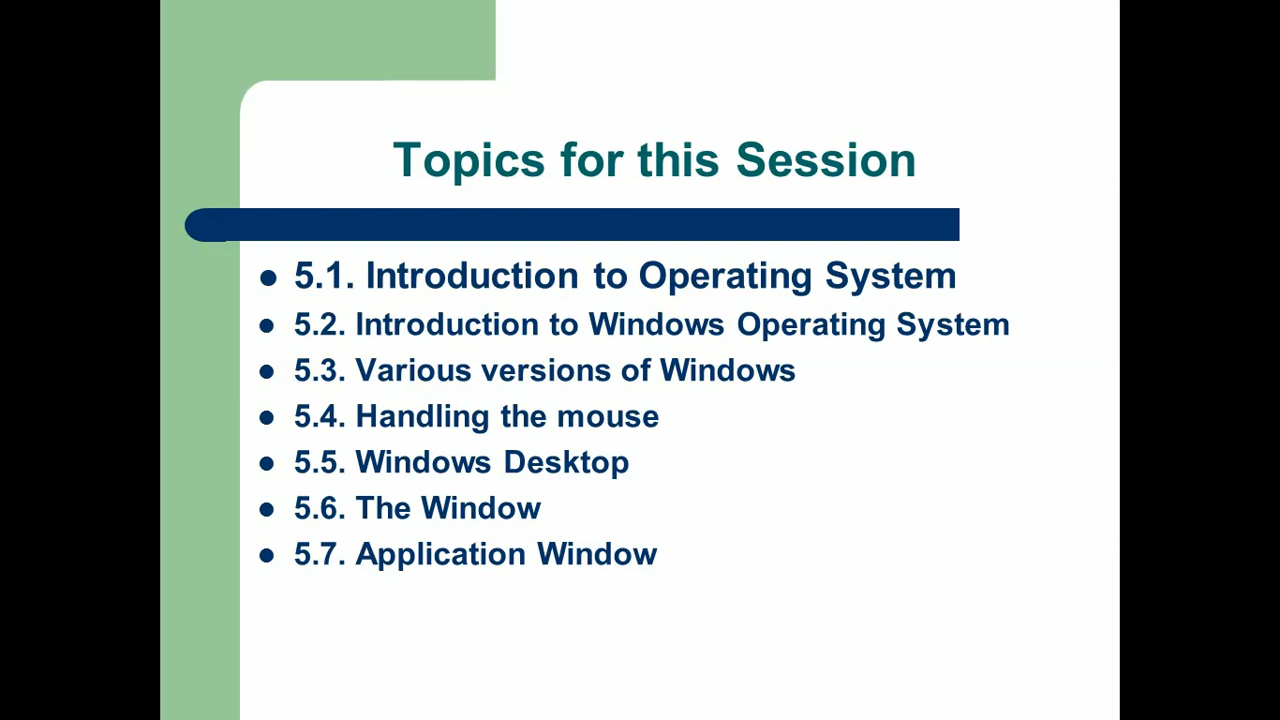 Topics for this Session
5.1. Introduction to Operating System
5.2. Introduction to Windows Operating System
5.3. Various versions of Windows
5.4. Handling the mouse
5.5. Windows Desktop
5.6. The Window
5.7. Application Window